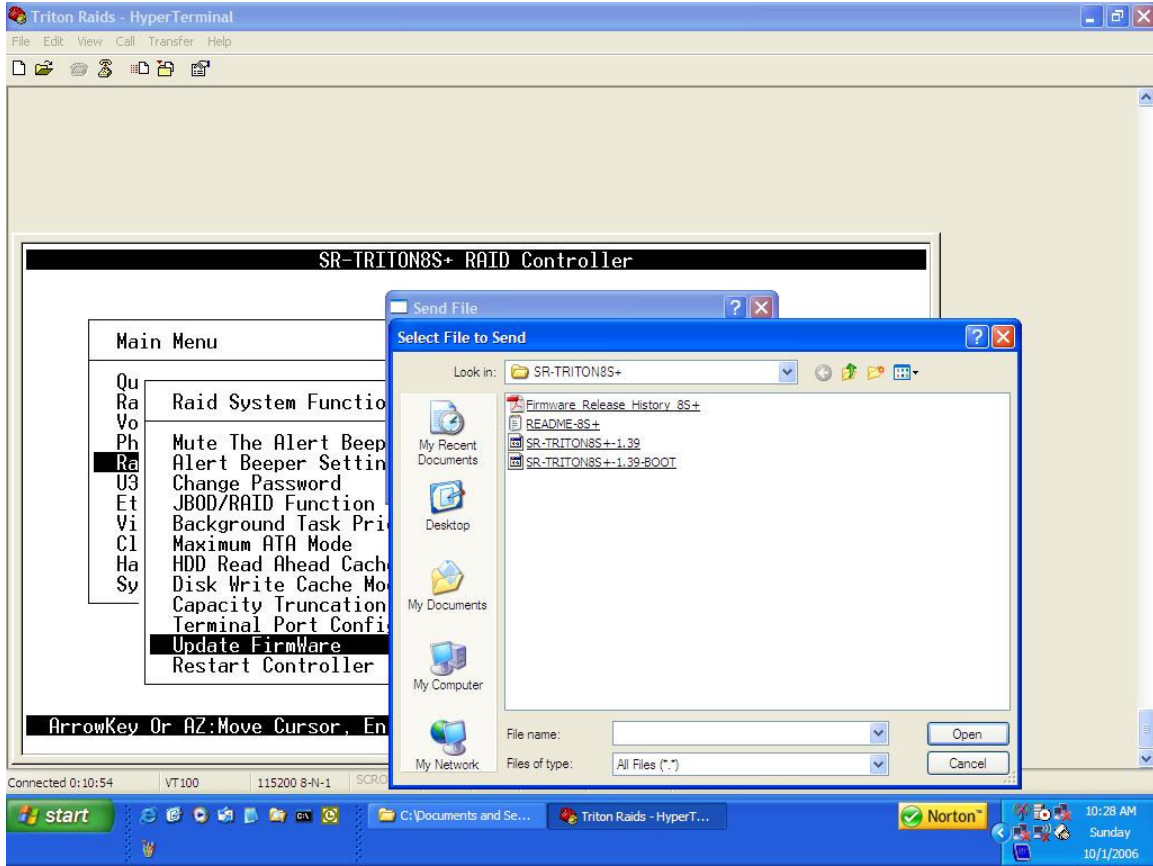 Triton Raids - HyperTerminal
File Edit View Call Transfer Help
SR-TRITON8S+ RAID Controller
Main Menu
Qu
Ra
Vo
Ph
Ra
U3
Et
Vi
Cl
Ha
Sy
Raid System Functio
Mute The Alert Beep
Alert Beeper Settin
Change Password
JBOD/RAID Function
Background Task Pri
Maximum ATA Mode
HDD Read Ahead Cach
Disk Write Cache Mo
Capacity Truncation
Terminal Port Confi
Update FirmWare
Restart Controller
ArrowKey Or AZ:Move Cursor, En
Send File
Select File to Send
Look in: SR-TRITON8S+
My Recent Documents
Desktop
My Documents
My Computer
My Network
Firmware Release History 8S+
README-8S+
SR-TRITON8S+-1.39
SR-TRITON8S+-1.39-BOOT
File name: Open
Files of type: All Files (*.*) Cancel
Connected 0:10:54 VT100 115200 8-N-1 SCRO
start C:\Documents and Se... Triton Raids - HyperT... Norton™ 10:28 AM
Sunday
10/1/2006